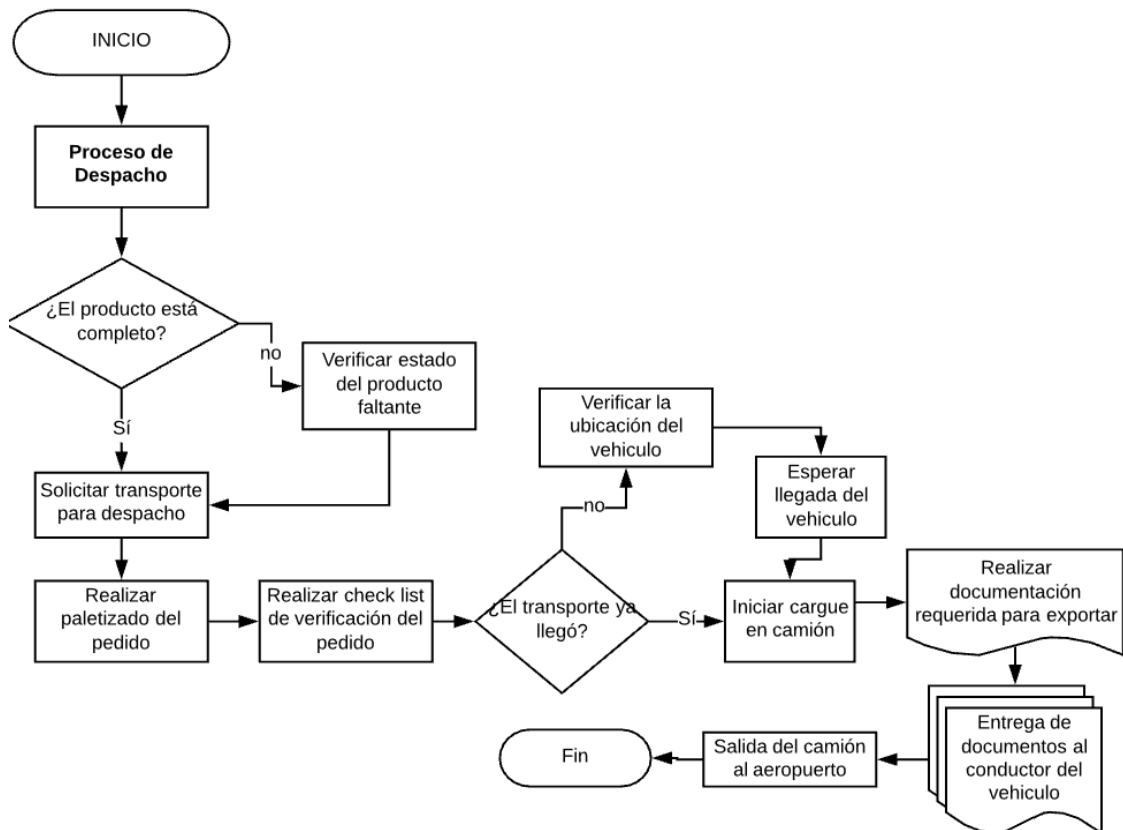 INICIO
Proceso de
Despacho
¿El producto está
completo?
no
Verificar estado
del producto
faltante
Sí
Solicitar transporte
para despacho
Realizar
paletizado del
pedido
Realizar check list
de verificación del
pedido
¿El transporte ya
llegó?
no
Verificar la
ubicación del
vehiculo
Esperar
llegada del
vehiculo
Sí
Iniciar cargue
en camión
Realizar
documentación
requerida para exportar
Entrega de
documentos al
conductor del
vehiculo
Salida del camión
al aeropuerto
Fin